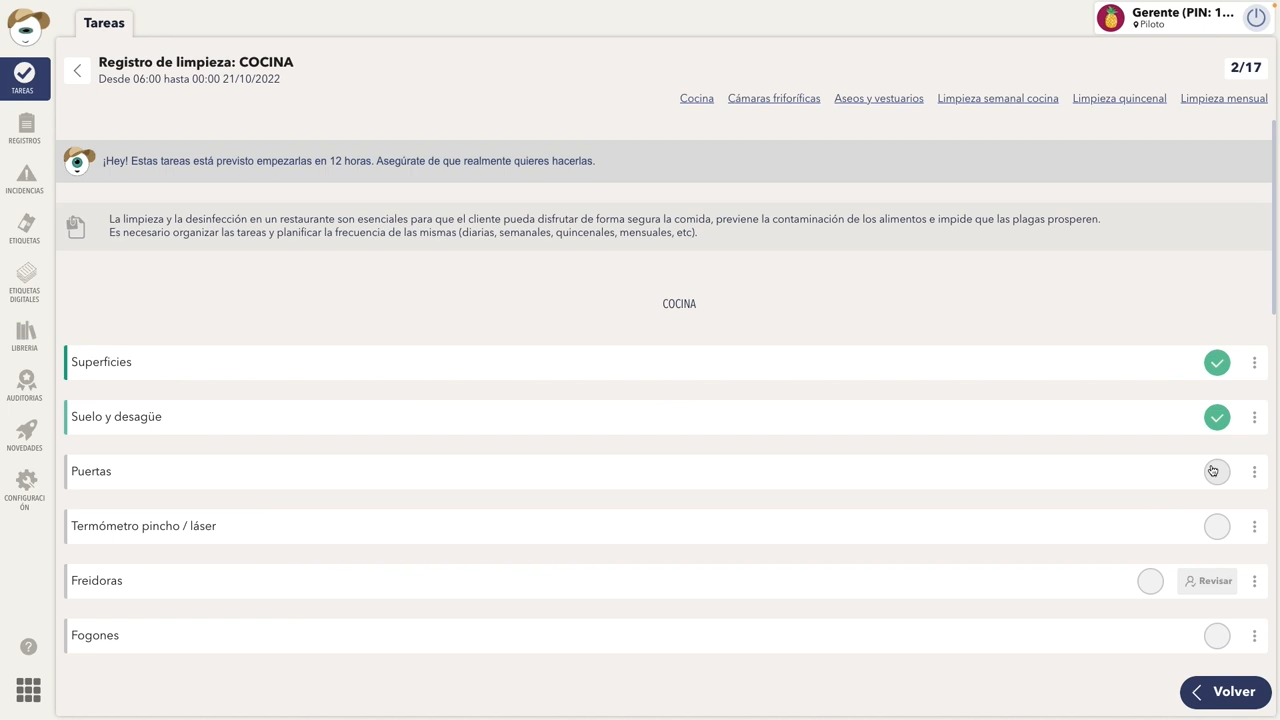 Tareas
Gerente (PIN: 1...
Piloto
Registro de limpieza: COCINA
Desde 06:00 hasta 00:00 21/10/2022
2/17
Cocina Cámaras friforíficas Aseos y vestuarios Limpieza semanal cocina Limpieza quincenal Limpieza mensual
¡Hey! Estas tareas está previsto empezarlas en 12 horas. Asegúrate de que realmente quieres hacerlas.
La limpieza y la desinfección en un restaurante son esenciales para que el cliente pueda disfrutar de forma segura la comida, previene la contaminación de los alimentos e impide que las plagas prosperen.
Es necesario organizar las tareas y planificar la frecuencia de las mismas (diarias, semanales, quincenales, mensuales, etc).
COCINA
Superficies
Suelo y desagüe
Puertas
Termómetro pincho / láser
Freidoras
Revisar
Fogones
Volver
TAREAS
REGISTROS
INCIDENCIAS
ETIQUETAS
ETIQUETAS
DIGITALES
LIBRERIA
AUDITORIAS
NOVEDADES
CONFIGURACI
ÓN
?